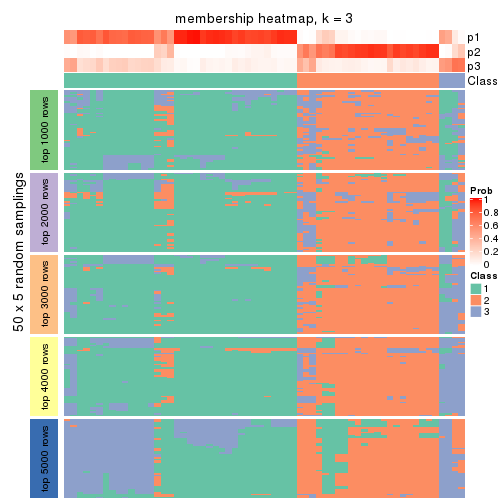 membership heatmap, k = 3
p1
p2
p3
Class
50 x 5 random samplings
top 1000 rows
top 2000 rows
top 3000 rows
top 4000 rows
top 5000 rows
Prob
1
0.8
0.6
0.4
0.2
0
Class
1
2
3